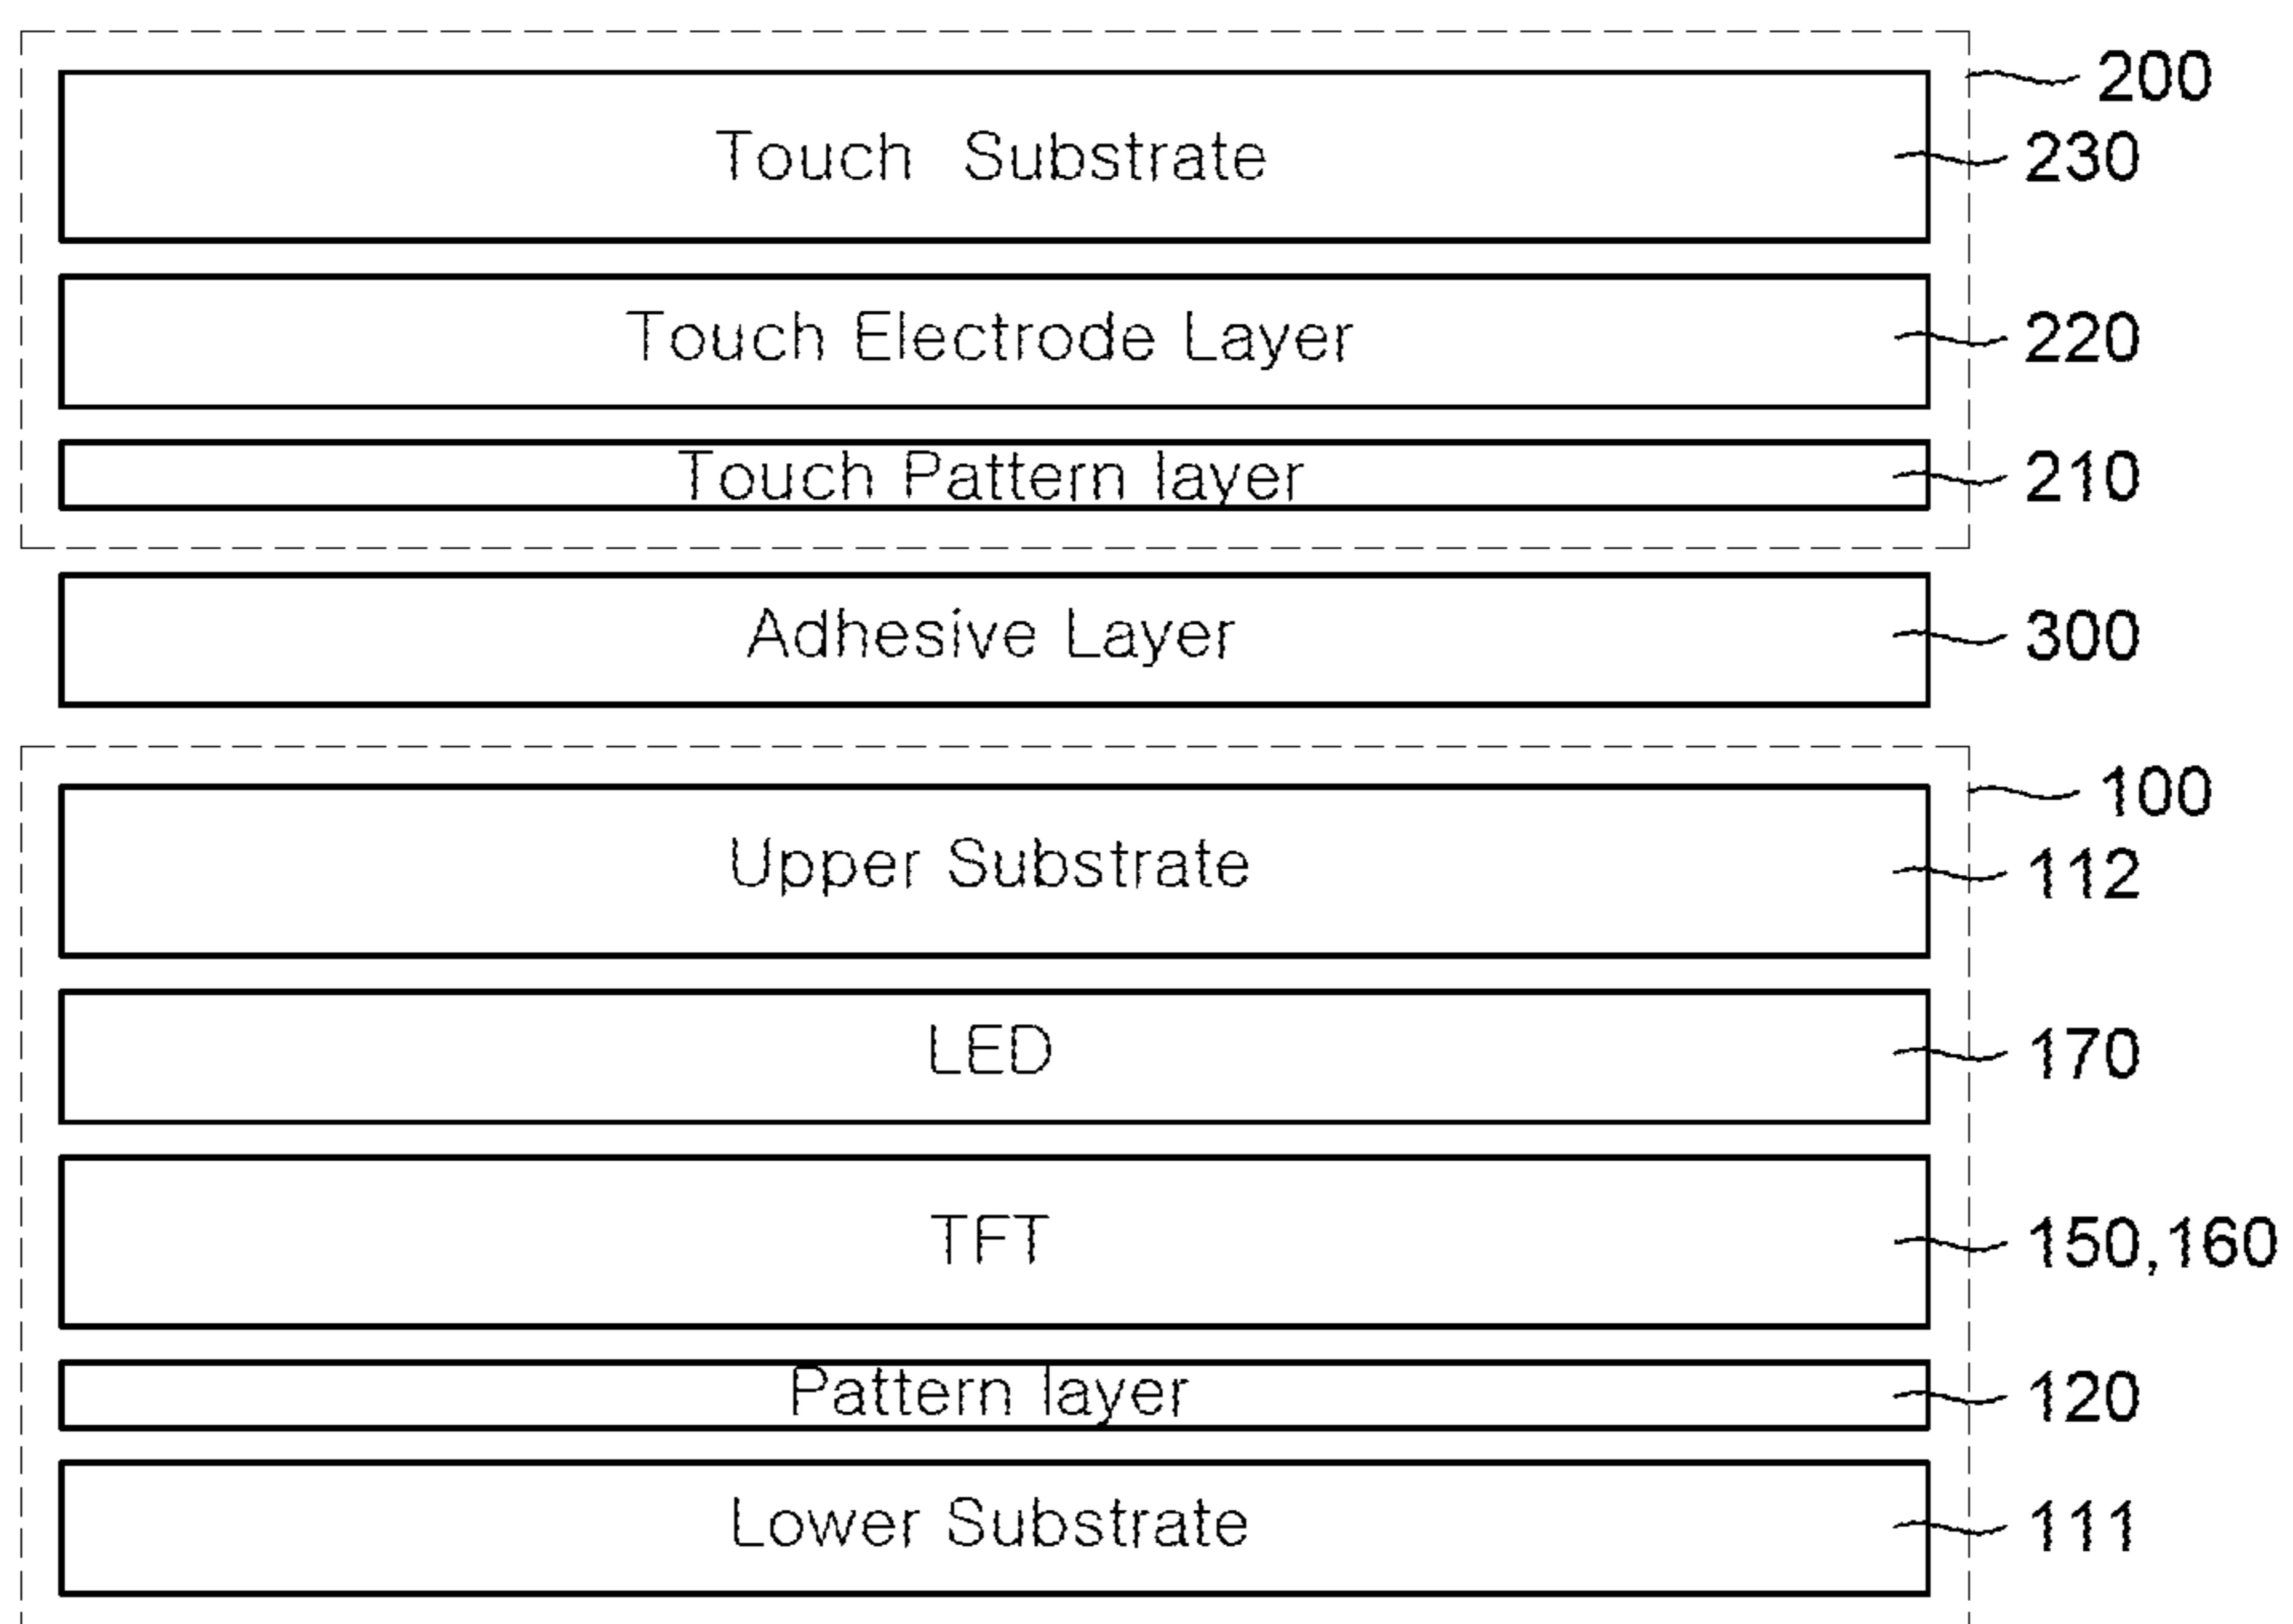 200
Touch Substrate 230
Touch Electrode Layer 220
Touch Pattern layer 210
Adhesive Layer 300
100
Upper Substrate 112
LED 170
TFT 150,160
Pattern layer 120
Lower Substrate 111